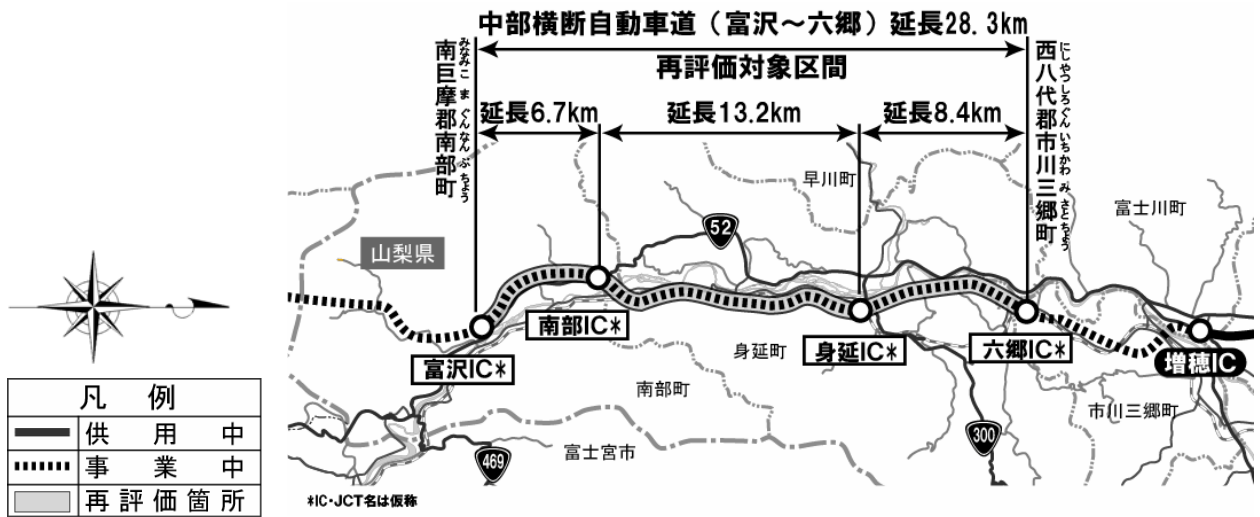 中部横断自動車道（富沢～六郷）延長28.3km
再評価対象区間
南巨摩郡南部町
みなみこまぐんなんぶちょう
西八代郡市川三郷町
にしやつしろぐんいちかわみさとちょう
延長6.7km
延長13.2km
延長8.4km
早川町
富士川町
52
山梨県
南部IC*
富沢IC*
身延町
身延IC*
六郷IC*
増穂IC
南部町
市川三郷町
富士宮市
469
300
*IC・JCT名は仮称
凡例
供用中
事業中
再評価箇所